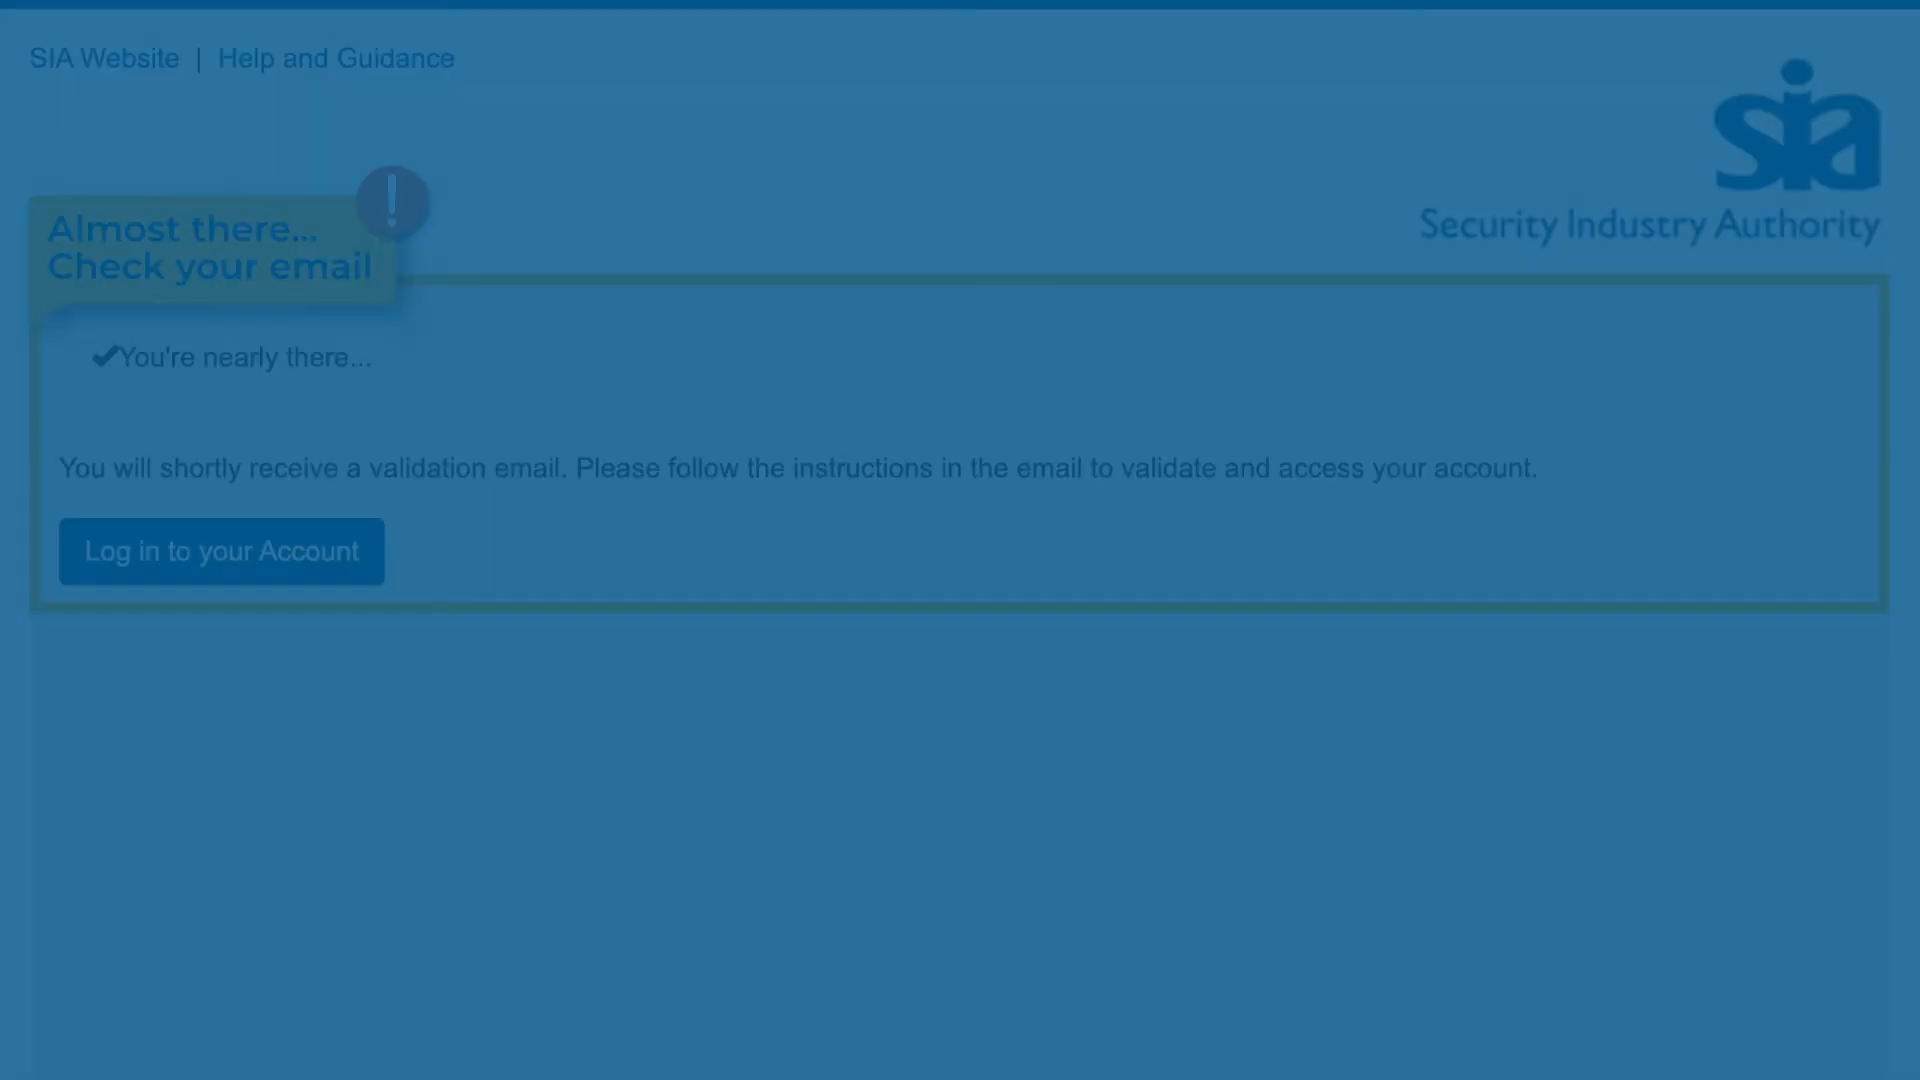 SIA Website | Help and Guidance
sia
Security Industry Authority
!
Almost there...
Check your email
You're nearly there...
You will shortly receive a validation email. Please follow the instructions in the email to validate and access your account.
Log in to your Account